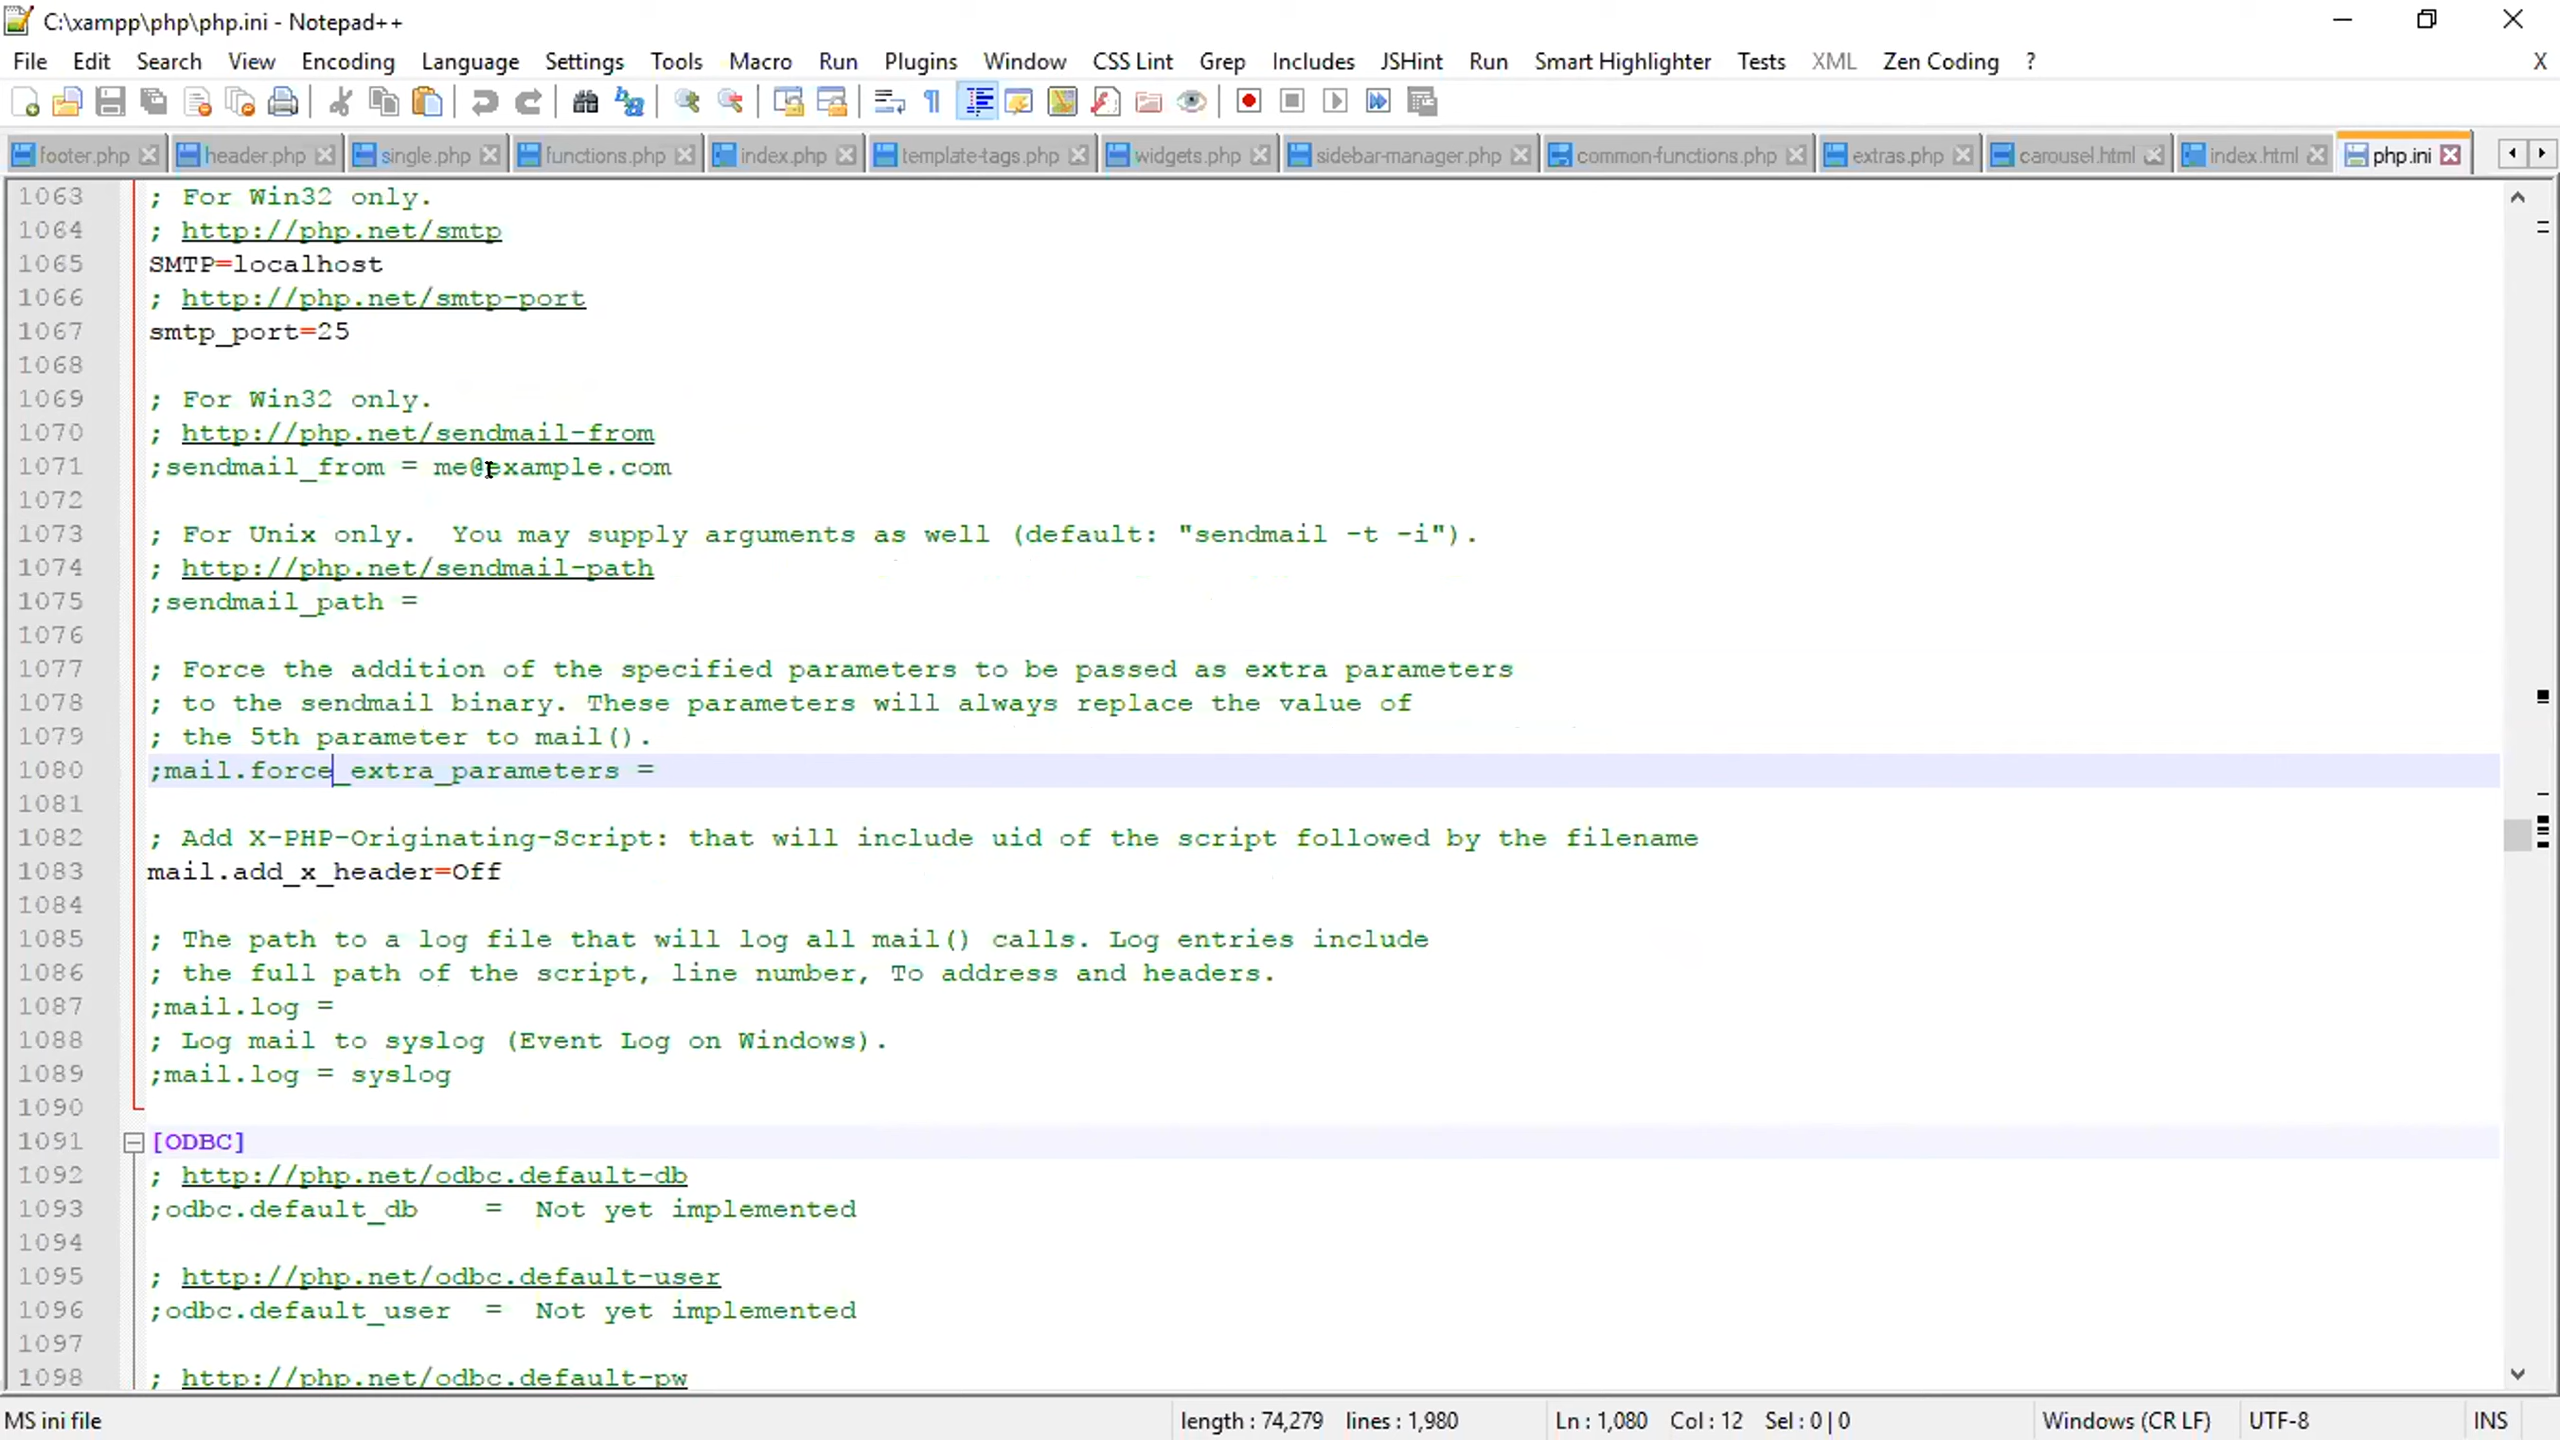 C:\xampp\php\php.ini - Notepad++
File Edit Search View Encoding Language Settings Tools Macro Run Plugins Window CSS Lint Grep Includes JSHint Run Smart Highlighter Tests XML Zen Coding ? X
footer.php header.php single.php functions.php index.php template-tags.php widgets.php sidebar-manager.php common-functions.php extras.php carousel.html index.html php.ini
1063 ; For Win32 only.
1064 ; http://php.net/smtp
1065 SMTP=localhost
1066 ; http://php.net/smtp-port
1067 smtp_port=25
1068
1069 ; For Win32 only.
1070 ; http://php.net/sendmail-from
1071 ;sendmail_from = me@example.com
1072
1073 ; For Unix only.  You may supply arguments as well (default: "sendmail -t -i").
1074 ; http://php.net/sendmail-path
1075 ;sendmail_path =
1076
1077 ; Force the addition of the specified parameters to be passed as extra parameters
1078 ; to the sendmail binary. These parameters will always replace the value of
1079 ; the 5th parameter to mail().
1080 ;mail.force_extra_parameters =
1081
1082 ; Add X-PHP-Originating-Script: that will include uid of the script followed by the filename
1083 mail.add_x_header=Off
1084
1085 ; The path to a log file that will log all mail() calls. Log entries include
1086 ; the full path of the script, line number, To address and headers.
1087 ;mail.log =
1088 ; Log mail to syslog (Event Log on Windows).
1089 ;mail.log = syslog
1090
1091 [ODBC]
1092 ; http://php.net/odbc.default-db
1093 ;odbc.default_db    =  Not yet implemented
1094
1095 ; http://php.net/odbc.default-user
1096 ;odbc.default_user  =  Not yet implemented
1097
1098 ; http://php.net/odbc.default-pw
MS ini file length : 74,279 lines : 1,980 Ln : 1,080 Col : 12 Sel : 0 | 0 Windows (CR LF) UTF-8 INS